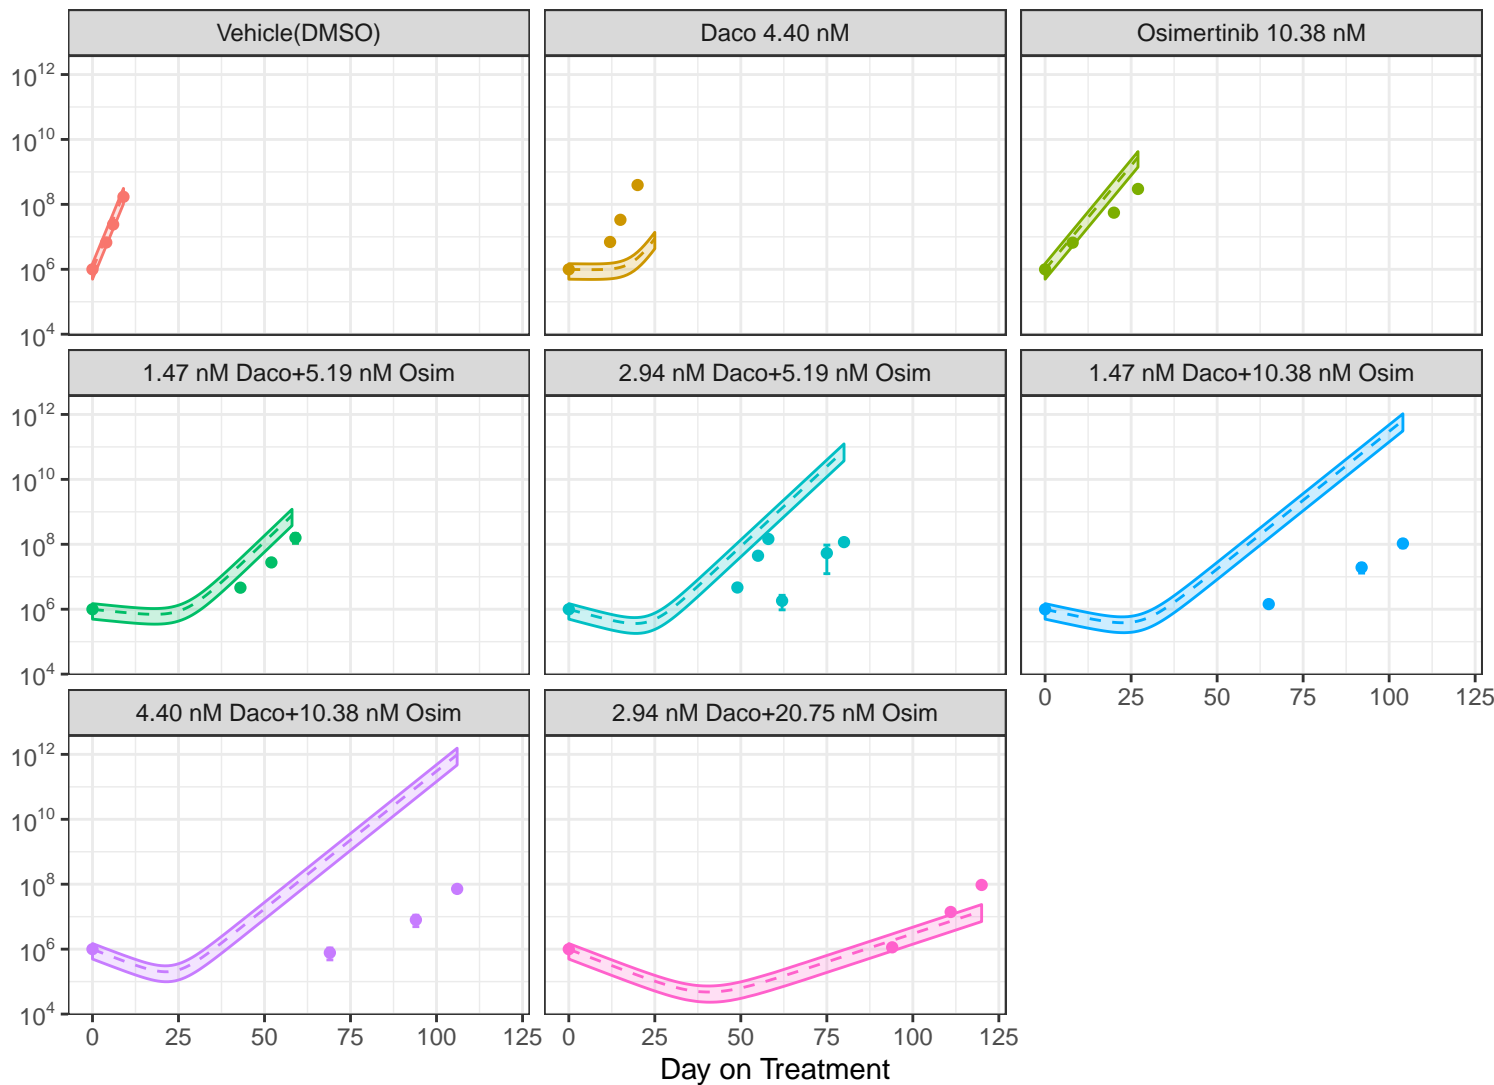 Vehicle(DMSO)
Daco 4.40 nM
Osimertinib 10.38 nM
10^12
10^10
10^8
10^6
10^4
1.47 nM Daco+5.19 nM Osim
2.94 nM Daco+5.19 nM Osim
1.47 nM Daco+10.38 nM Osim
10^12
10^10
10^8
10^6
10^4
0 25 50 75 100 125
4.40 nM Daco+10.38 nM Osim
2.94 nM Daco+20.75 nM Osim
10^12
10^10
10^8
10^6
10^4
0 25 50 75 100 125
0 25 50 75 100 125
Day on Treatment